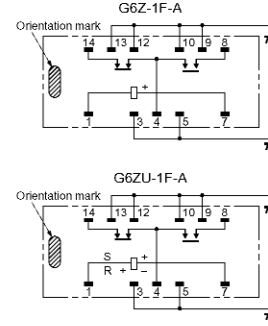 G6Z-1F-A
Orientation mark
14 13 12 10 9 8
+
1 3 4 5 7
G6ZU-1F-A
Orientation mark
14 13 12 10 9 8
S +
R + −
1 3 4 5 7